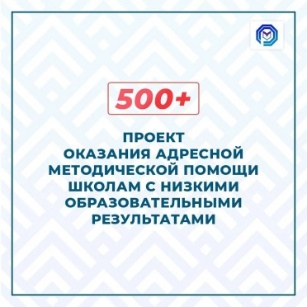 500+
ПРОЕКТ
ОКАЗАНИЯ АДРЕСНОЙ
МЕТОДИЧЕСКОЙ ПОМОЩИ
ШКОЛАМ С НИЗКИМИ
ОБРАЗОВАТЕЛЬНЫМИ
РЕЗУЛЬТАТАМИ